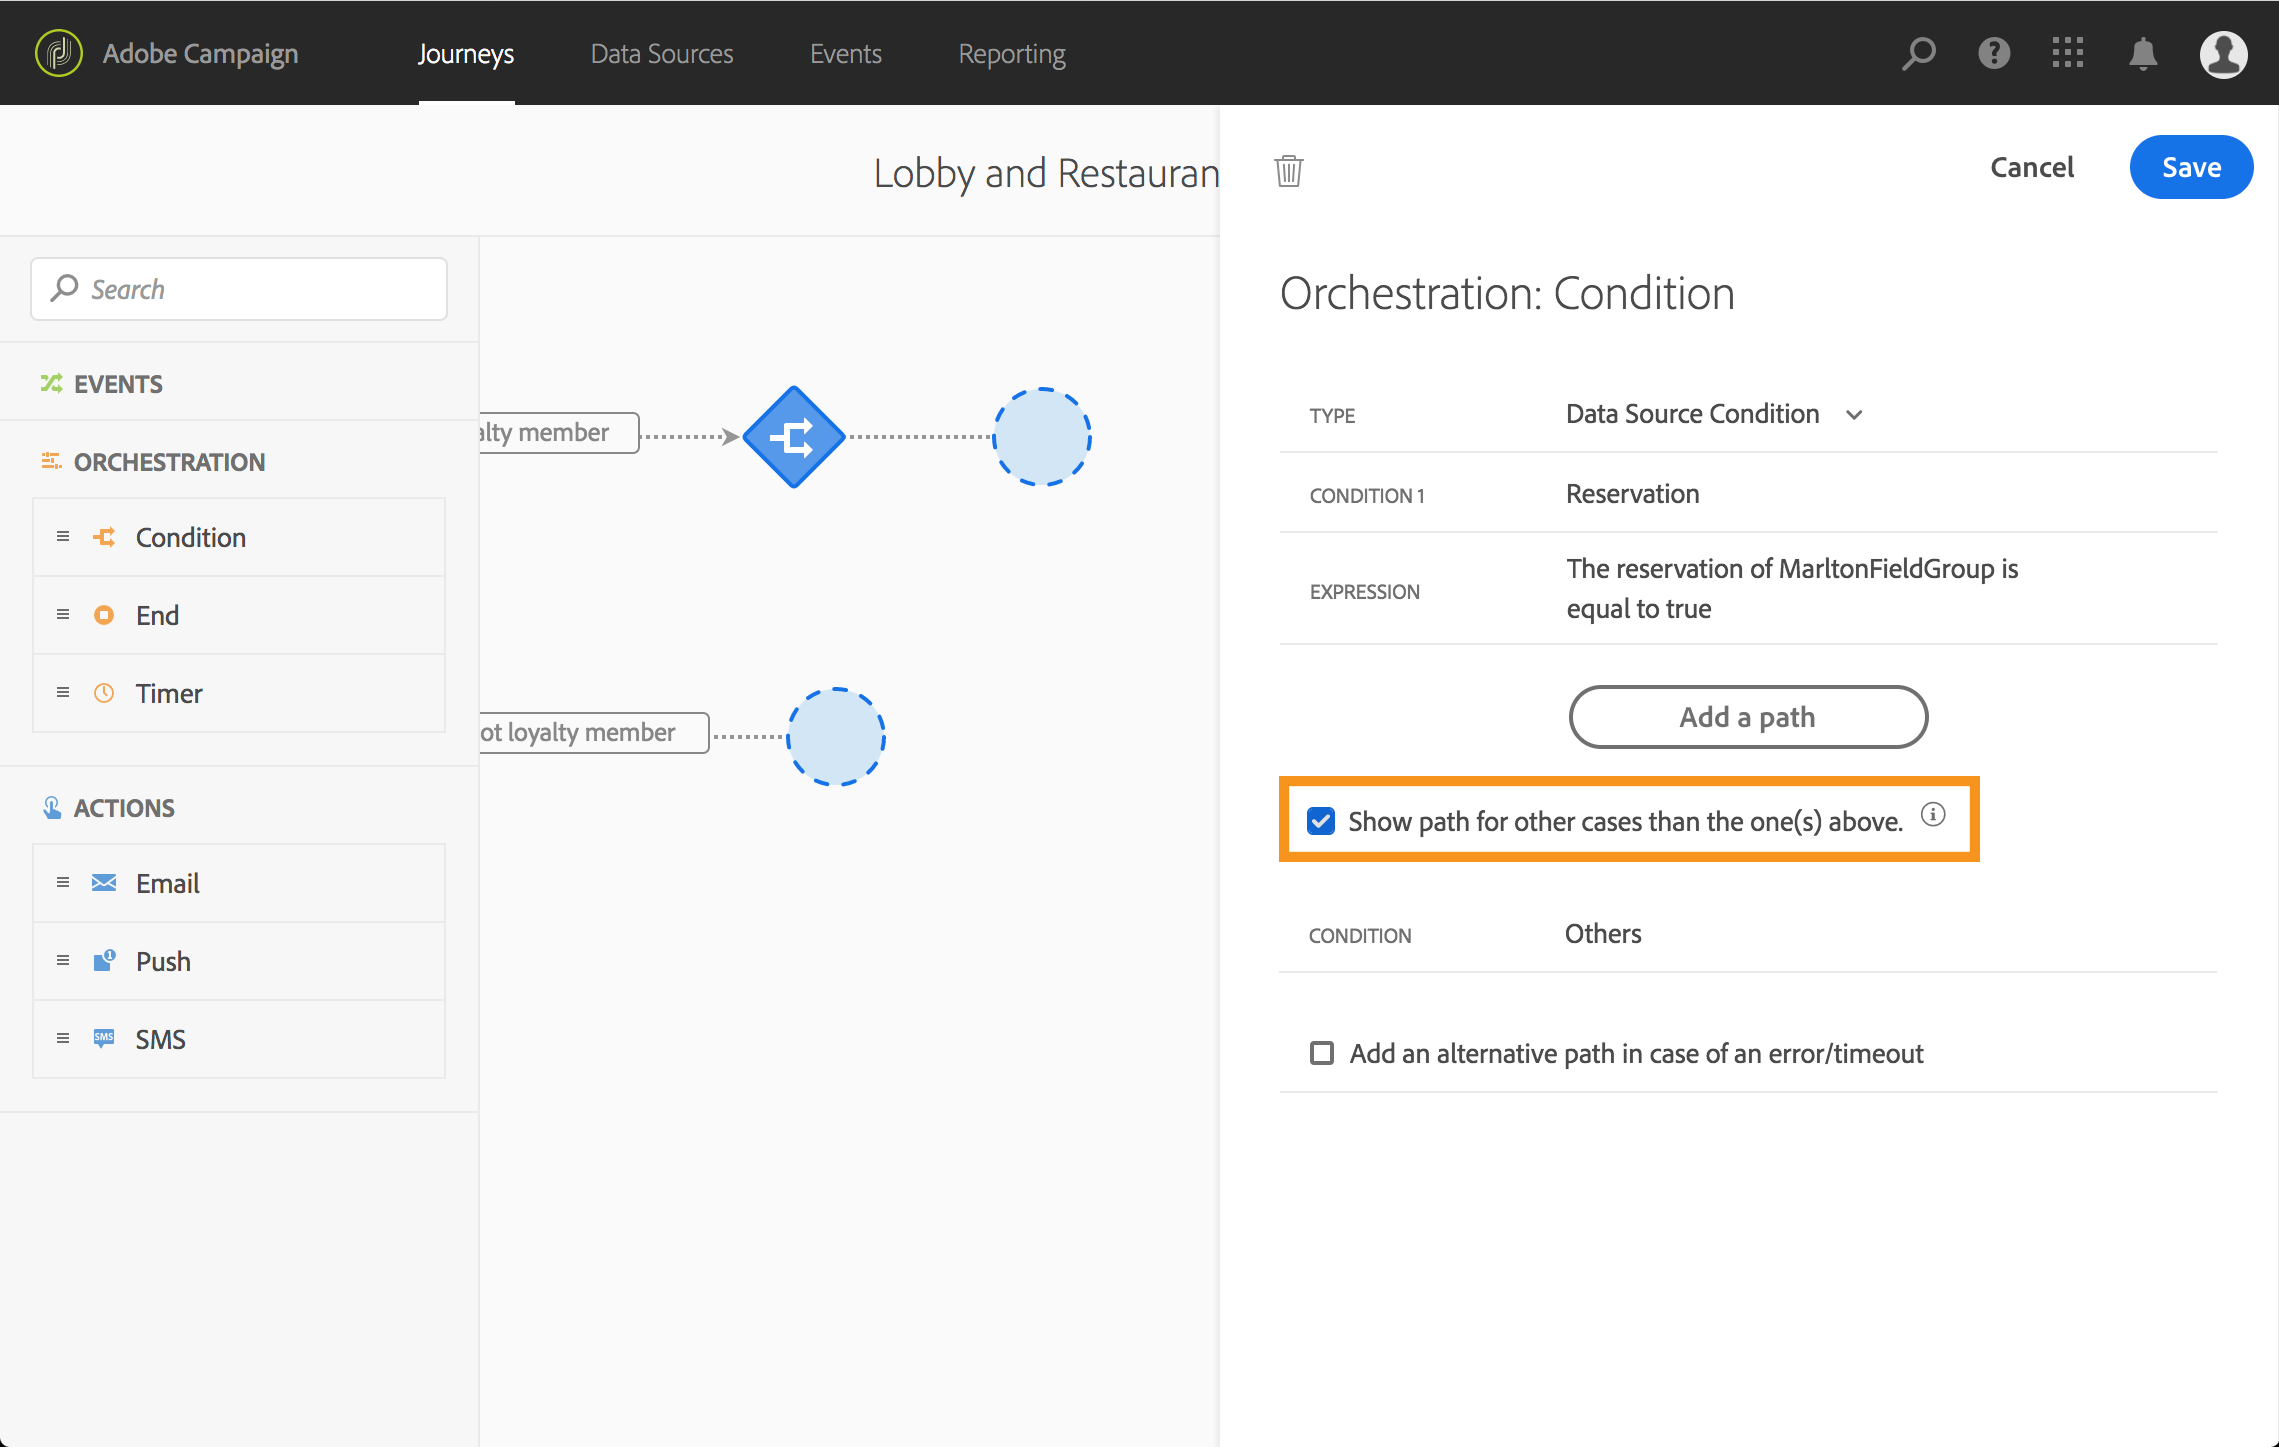 Adobe Campaign
Journeys
Data Sources
Events
Reporting
Lobby and Restauran
Cancel
Save
Search
EVENTS
ORCHESTRATION
Condition
End
Timer
ACTIONS
Email
Push
SMS
SMS
alty member
ot loyalty member
Orchestration: Condition
TYPE
Data Source Condition
CONDITION 1
Reservation
EXPRESSION
The reservation of MarltonFieldGroup is
equal to true
Add a path
Show path for other cases than the one(s) above.
CONDITION
Others
Add an alternative path in case of an error/timeout